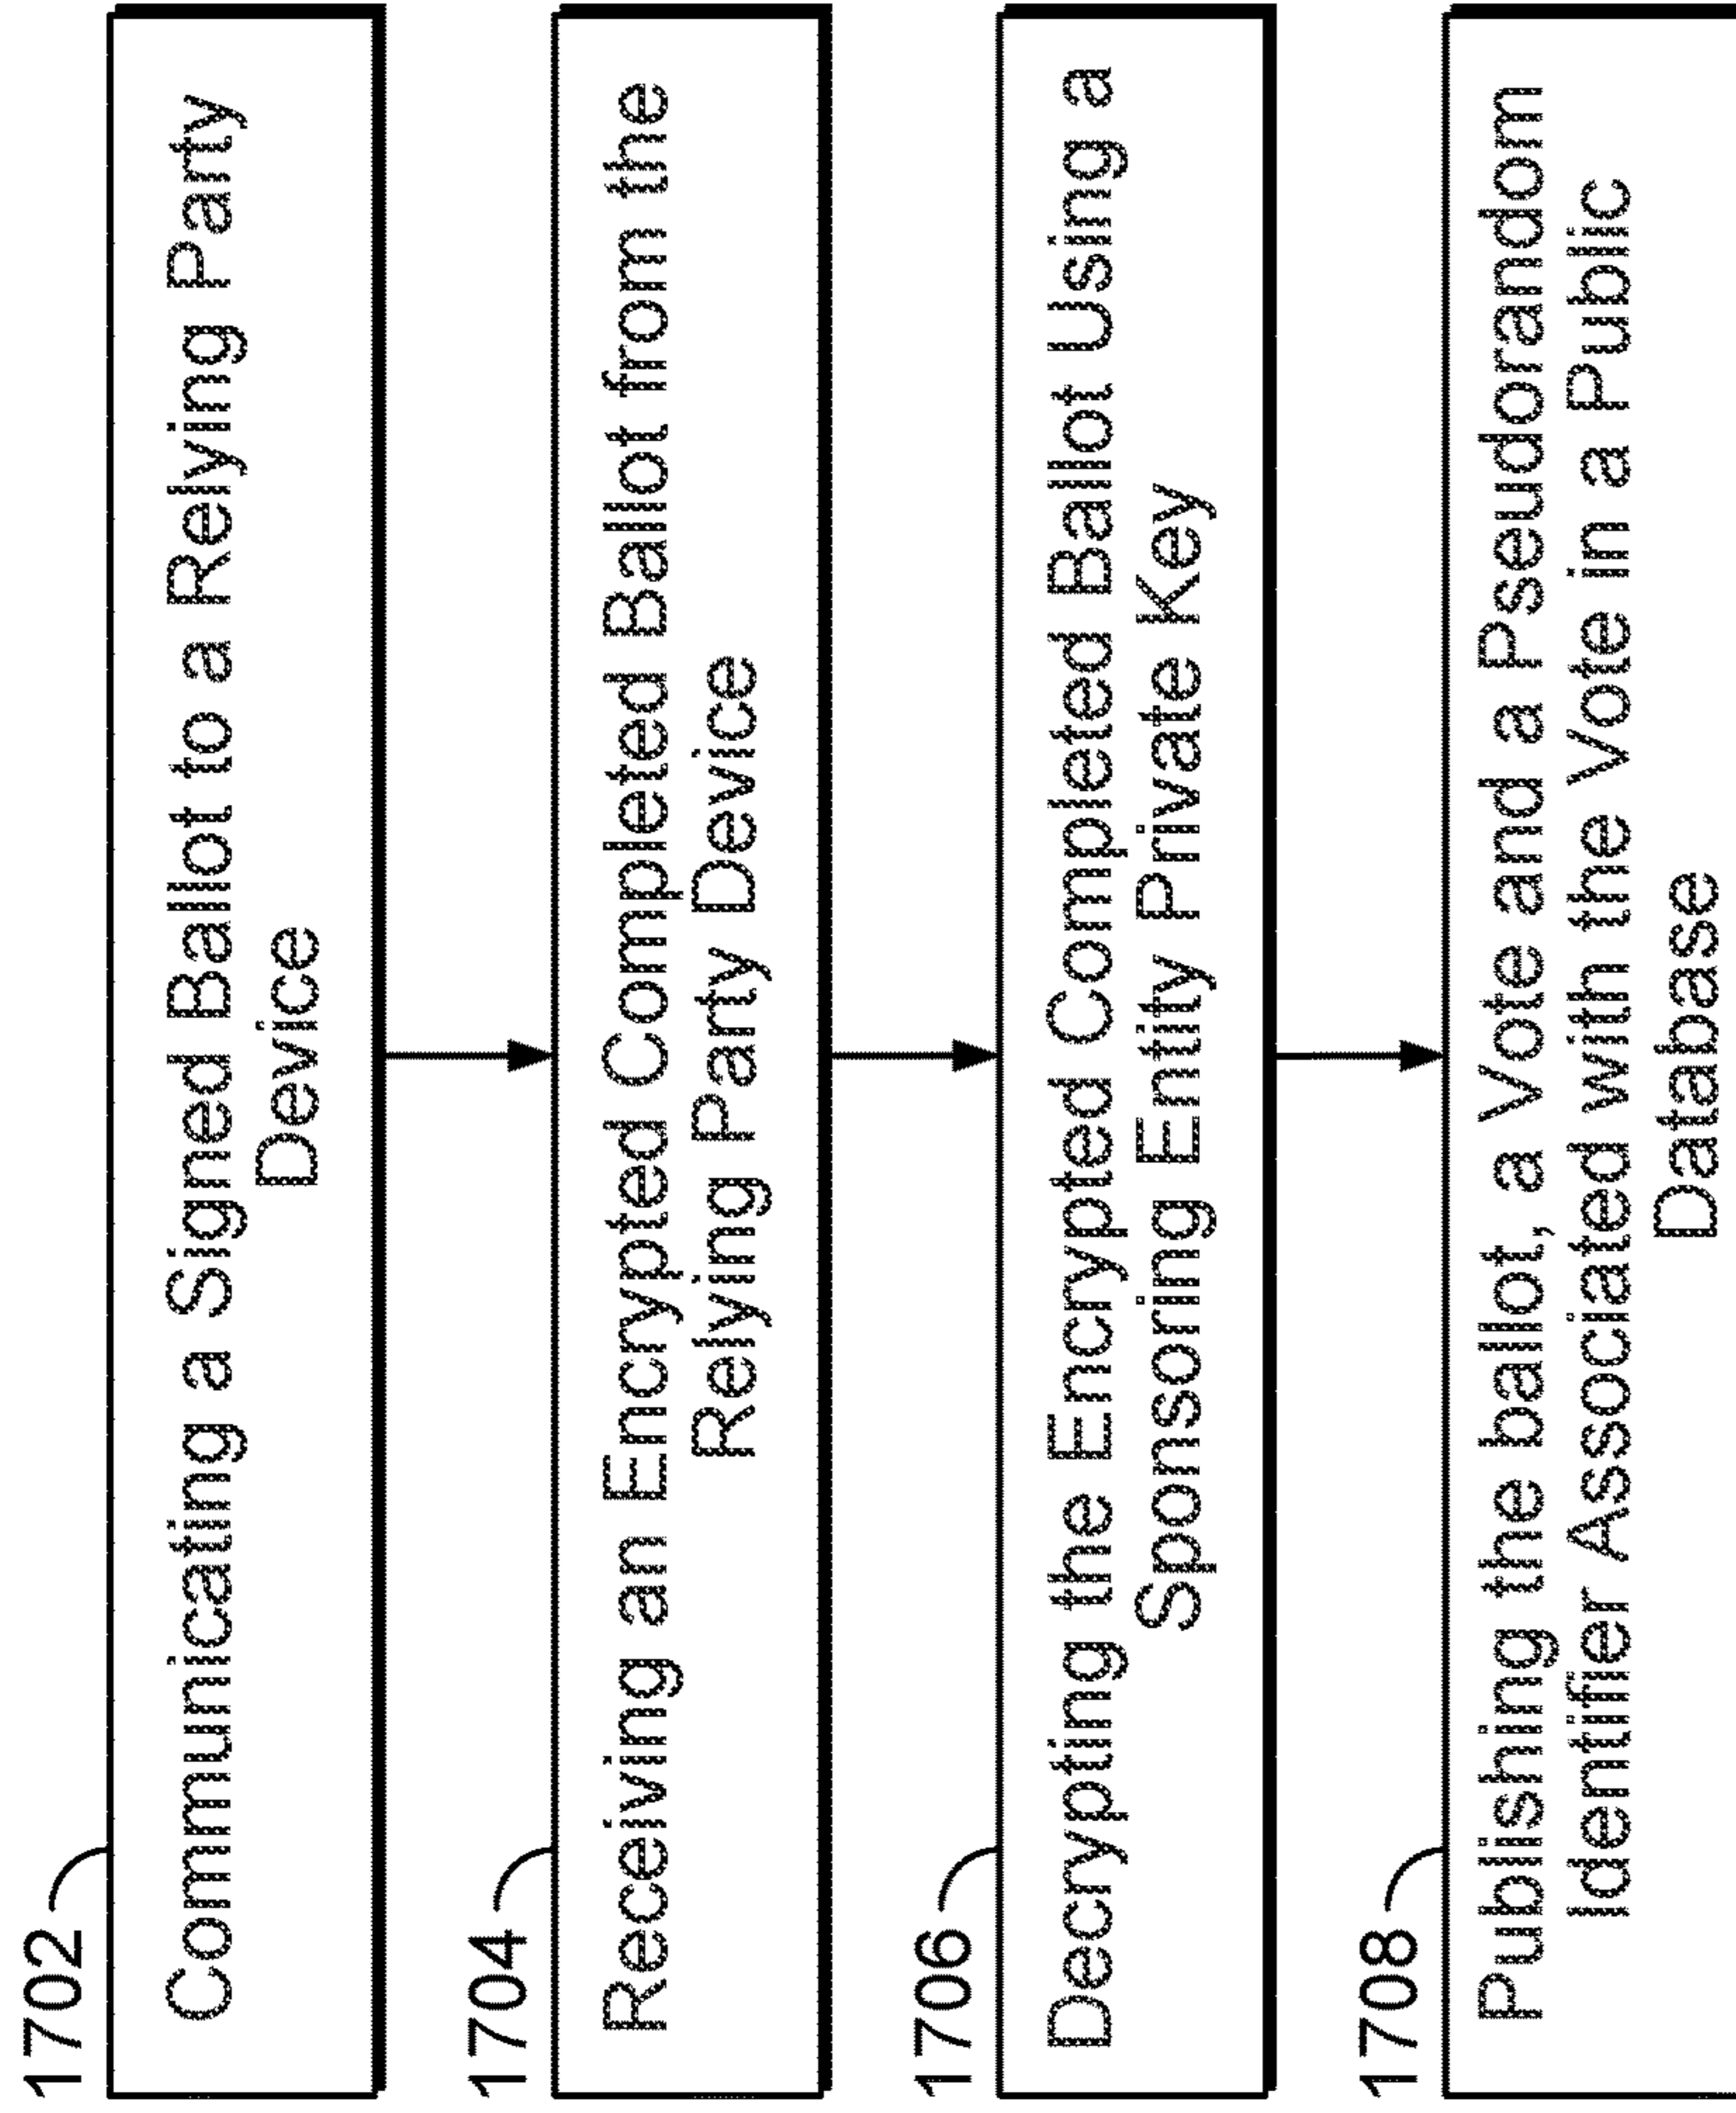 1702
Communicating a Signed Ballot to a Relying Party
Device
1704
Receiving an Encrypted Completed Ballot from the
Relying Party Device
1706
Decrypting the Encrypted Completed Ballot Using a
Sponsoring Entity Private Key
1708
Publishing the ballot, a Vote and a Pseudorandom
identifier Associated with the Vote in a Public
Database